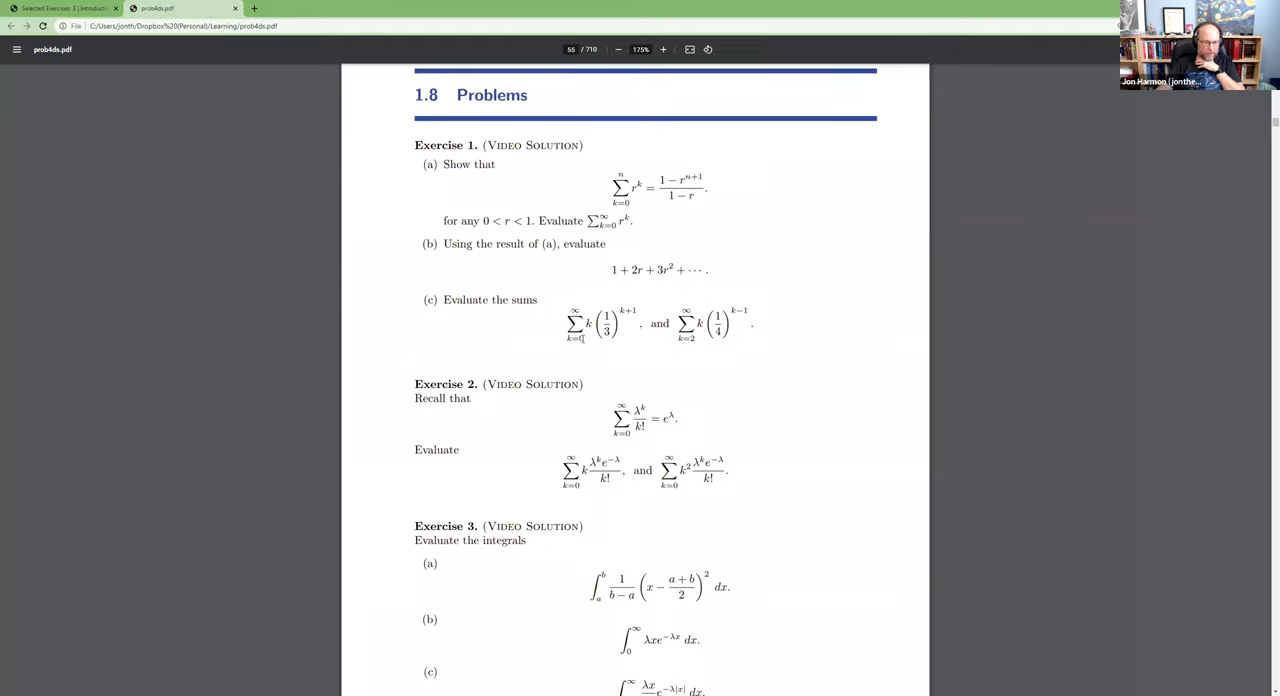 Selected Exercises: 3 | Introducti
prob4ds.pdf
File | C:/Users/jonth/Dropbox%20(Personal)/Learning/prob4ds.pdf
prob4ds.pdf
55 / 710
175%
Jon Harmon (jonthe...
1.8 Problems
Exercise 1. (VIDEO SOLUTION)
(a) Show that
∑_{k=0}^{n} r^k = (1 − r^{n+1})/(1 − r).
for any 0 < r < 1. Evaluate ∑_{k=0}^{∞} r^k.
(b) Using the result of (a), evaluate
1 + 2r + 3r² + ⋯ .
(c) Evaluate the sums
∑_{k=0}^{∞} k (1/3)^{k+1}, and ∑_{k=2}^{∞} k (1/4)^{k−1}.
Exercise 2. (VIDEO SOLUTION)
Recall that
∑_{k=0}^{∞} λ^k/k! = e^λ.
Evaluate
∑_{k=0}^{∞} k λ^k e^{−λ}/k!, and ∑_{k=0}^{∞} k² λ^k e^{−λ}/k!.
Exercise 3. (VIDEO SOLUTION)
Evaluate the integrals
(a)
∫_a^b 1/(b − a) (x − (a + b)/2)² dx.
(b)
∫_0^∞ λxe^{−λx} dx.
(c)
∫^∞ λx e^{−λ|x|} dx.